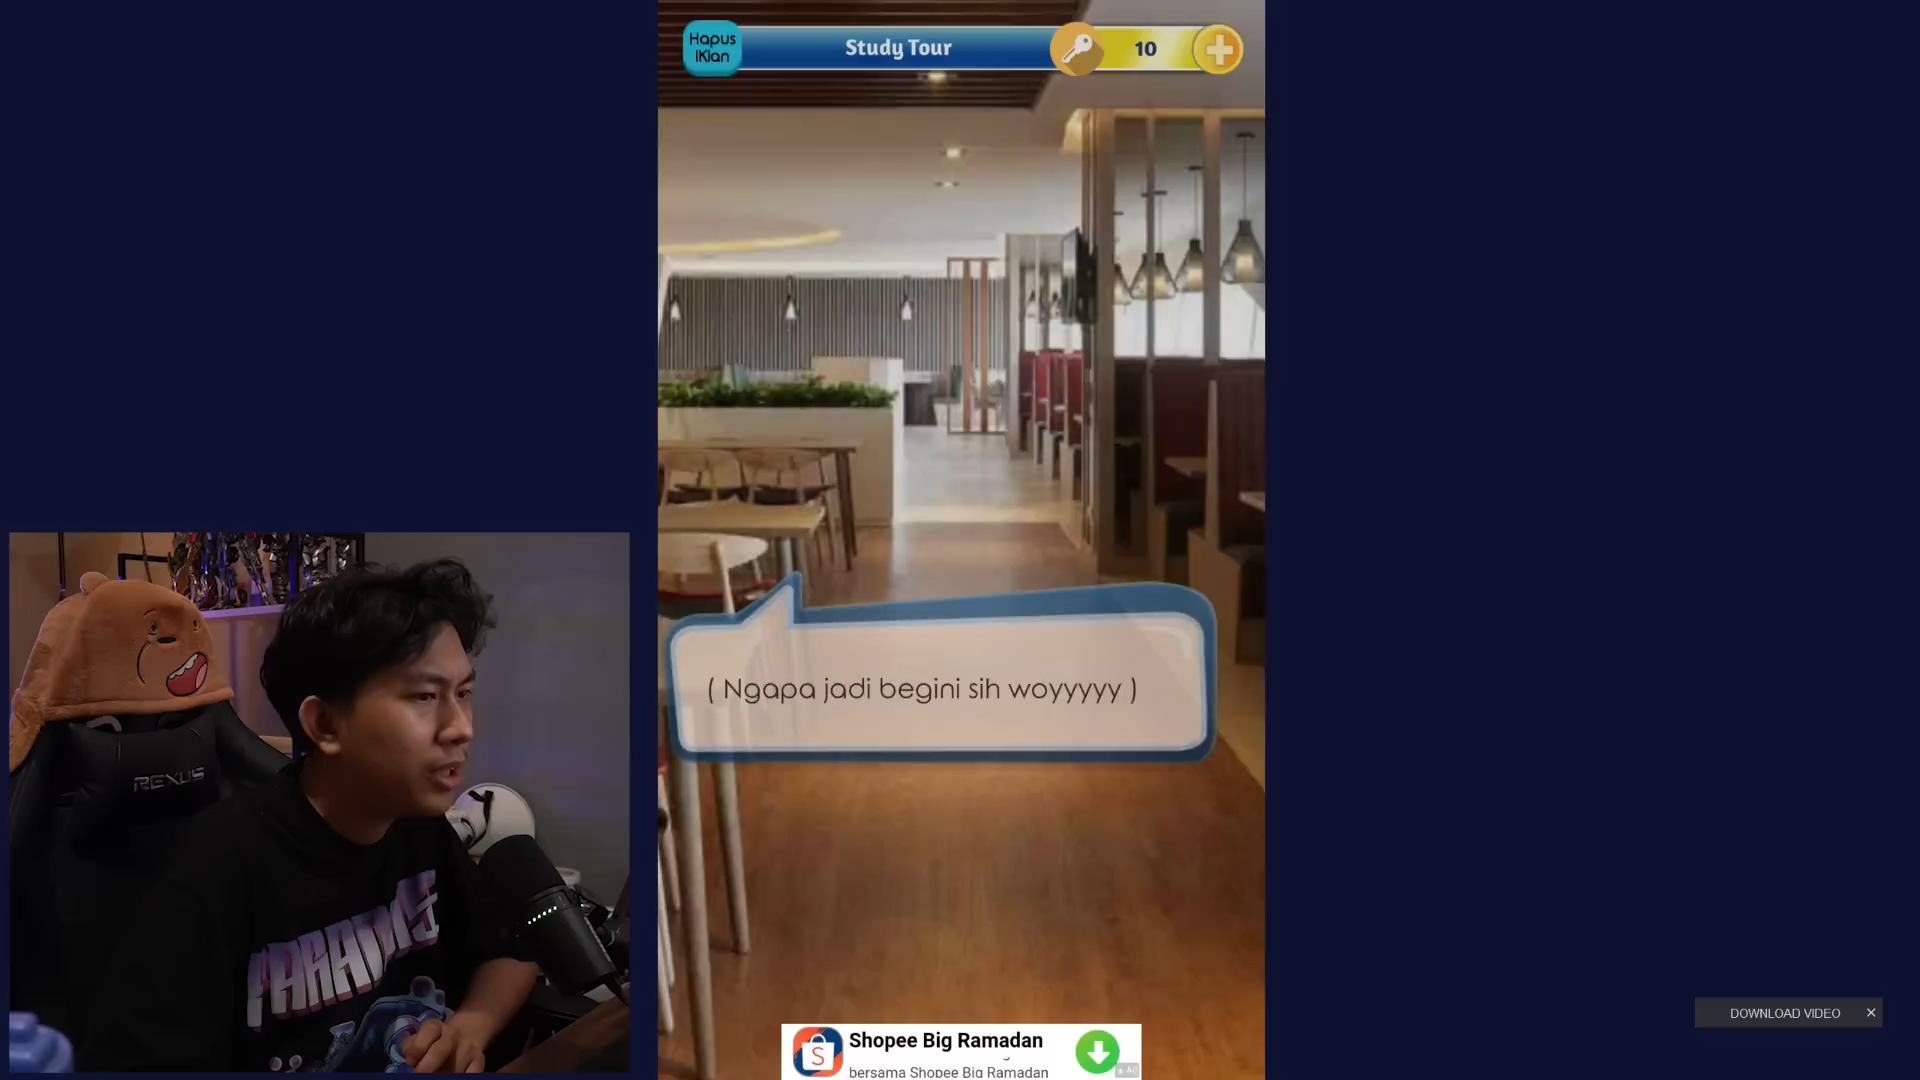 Hapus
IKlan
Study Tour
10
( Ngapa jadi begini sih woyyyyy )
REXUS
Shopee Big Ramadan
bersama Shopee Big Ramadan
DOWNLOAD VIDEO